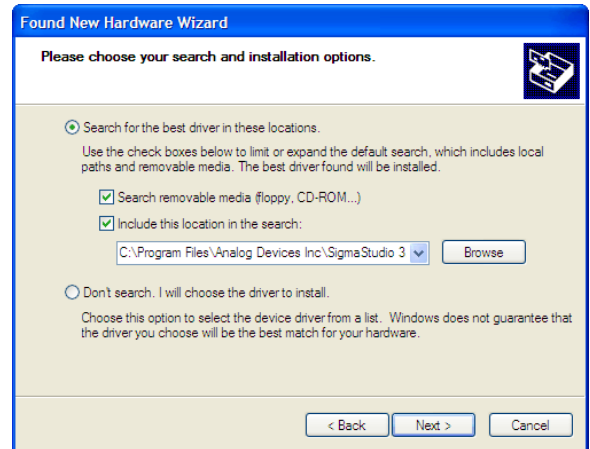 Found New Hardware Wizard
Please choose your search and installation options.
Search for the best driver in these locations.
Use the check boxes below to limit or expand the default search, which includes local
paths and removable media. The best driver found will be installed.
Search removable media (floppy, CD-ROM...)
Include this location in the search:
C:\Program Files\Analog Devices Inc\SigmaStudio 3
Browse
Don't search. I will choose the driver to install.
Choose this option to select the device driver from a list. Windows does not guarantee that
the driver you choose will be the best match for your hardware.
< Back Next > Cancel